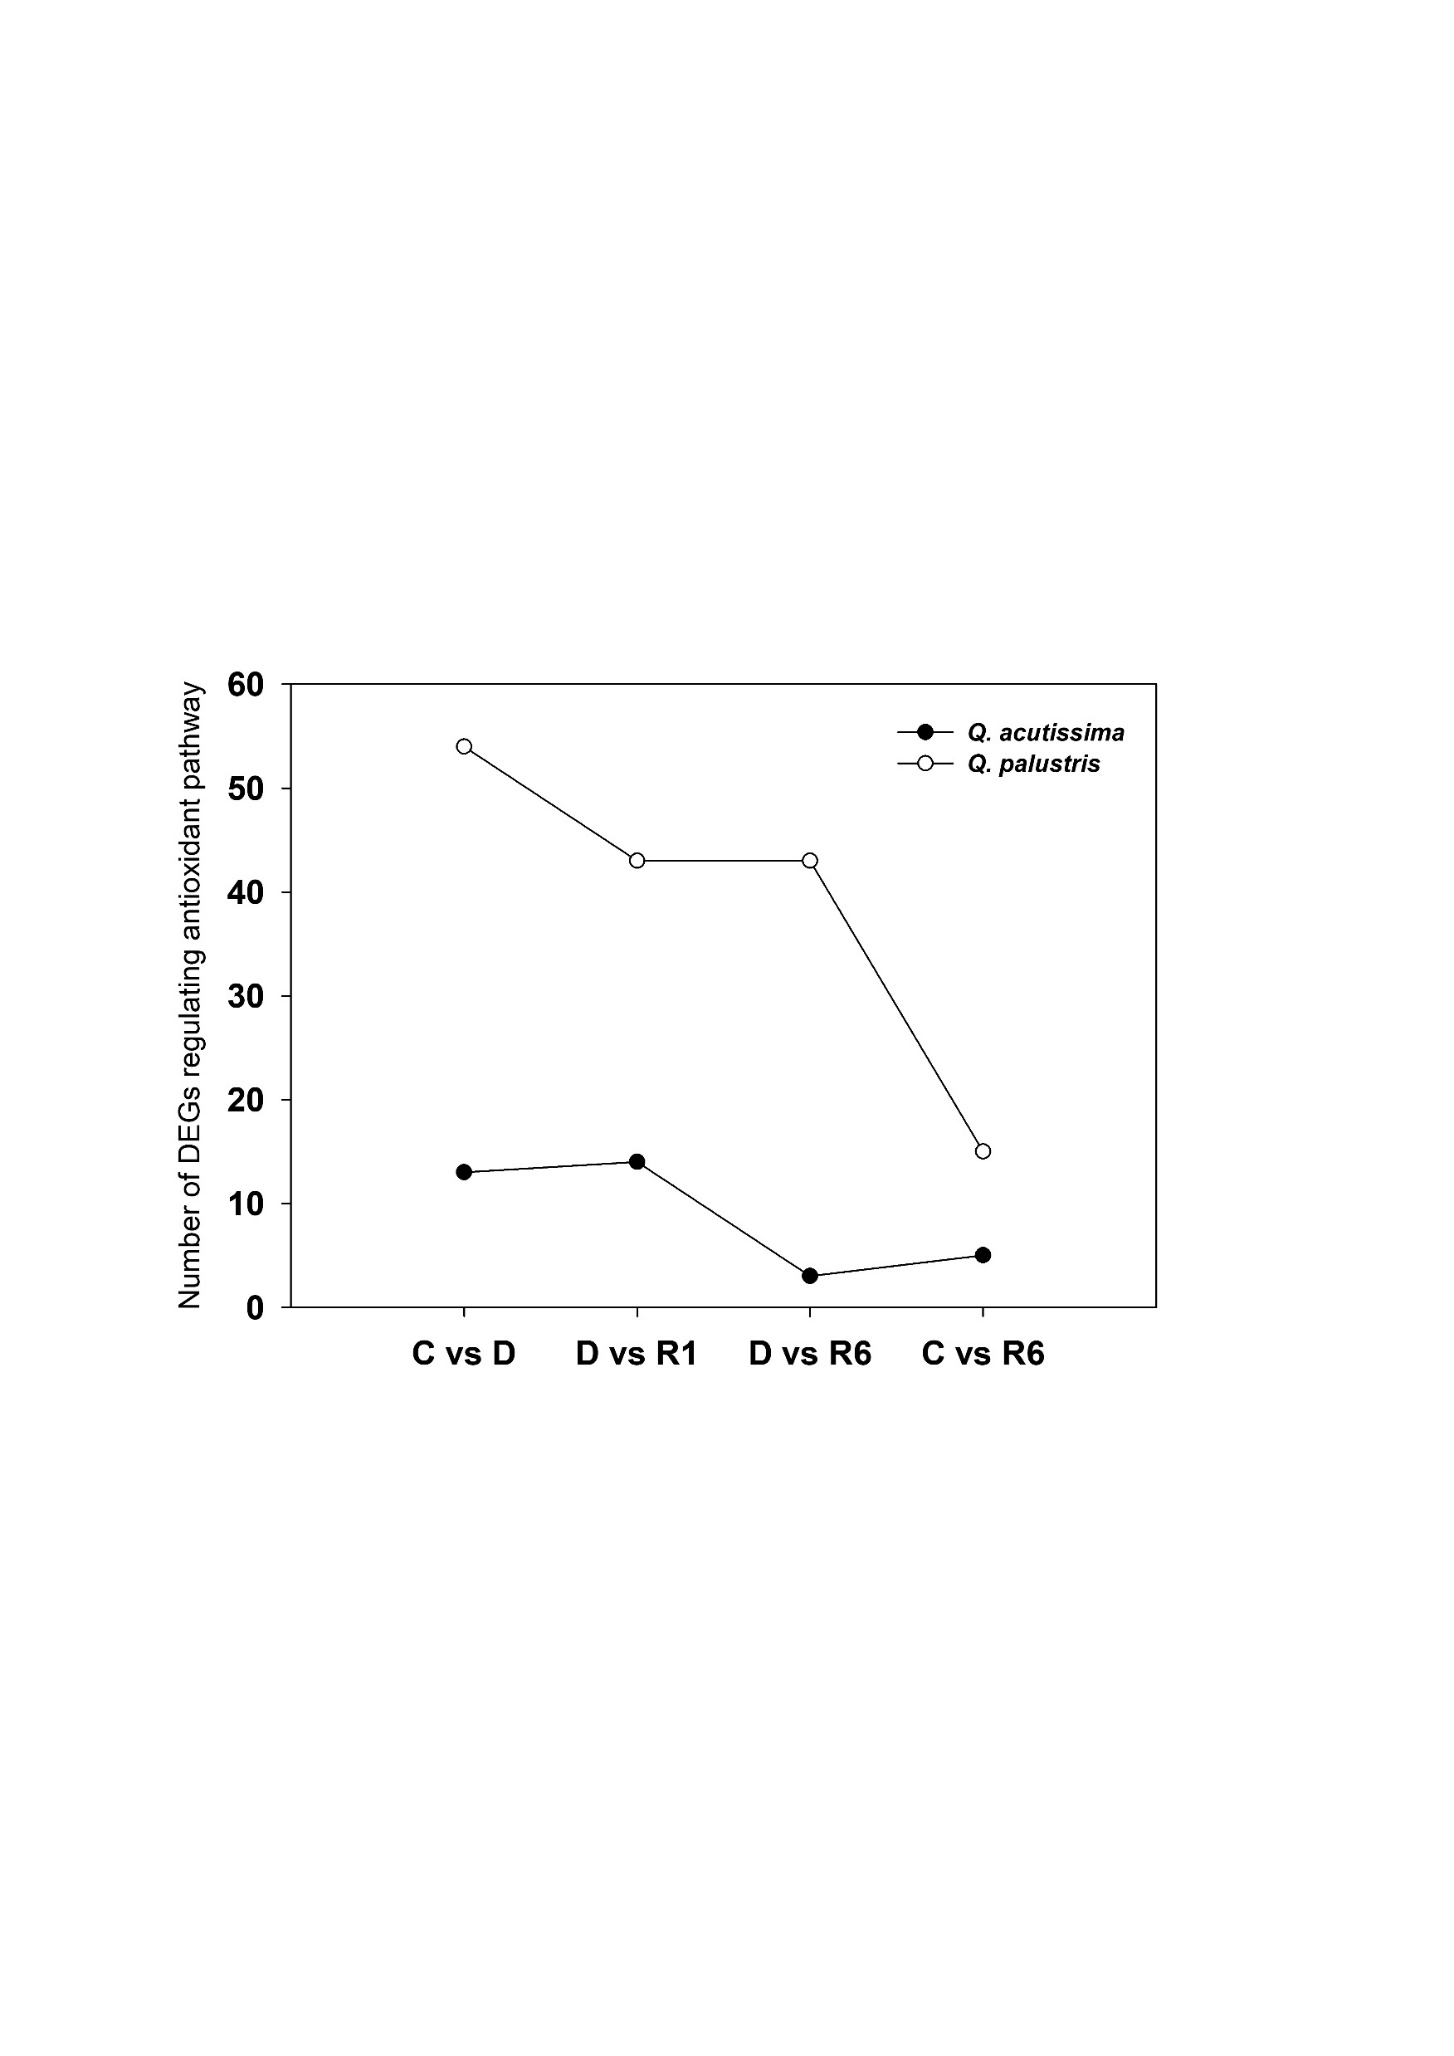 Number of DEGs regulating antioxidant pathway
60
50
40
30
20
10
0
Q. acutissima
Q. palustris
C vs D
D vs R1
D vs R6
C vs R6